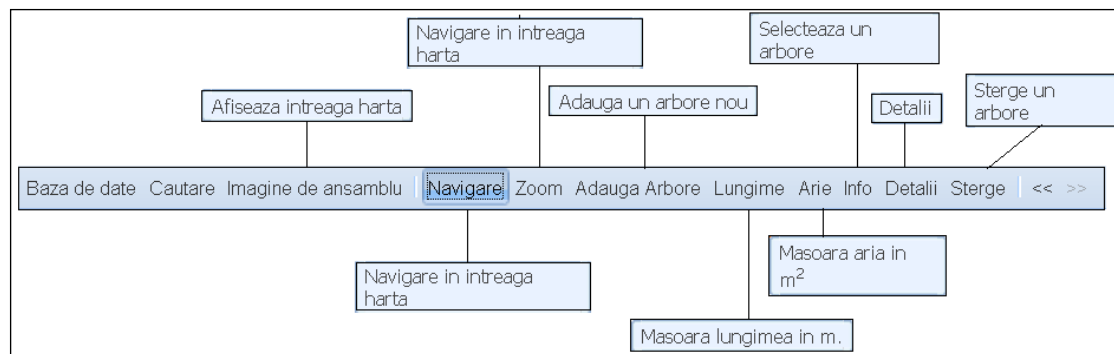 Navigare in intreaga
harta
Selecteaza un
arbore
Afiseaza intreaga harta
Adauga un arbore nou
Detalii
Sterge un
arbore
Baza de date Cautare Imagine de ansamblu Navigare Zoom Adauga Arbore Lungime Arie Info Detalii Sterge << >>
Navigare in intreaga
harta
Masoara aria in
m²
Masoara lungimea in m.